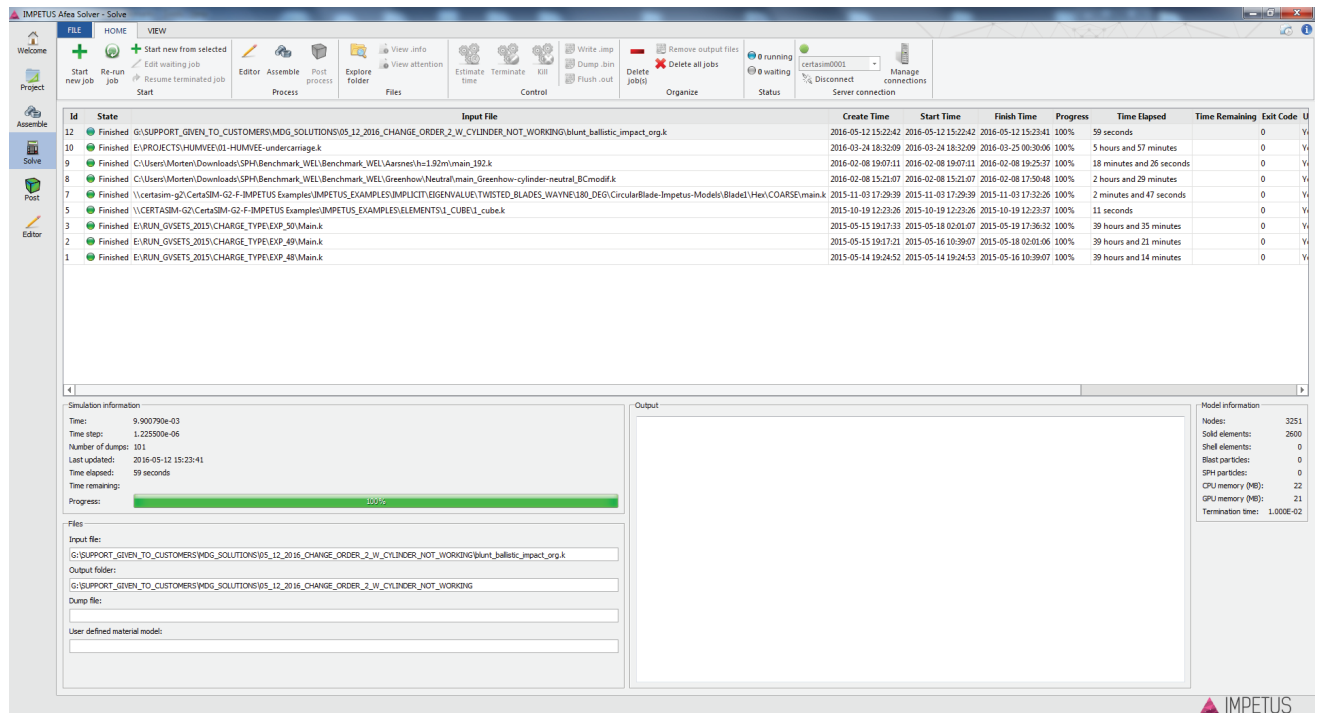 IMPETUS Afea Solver - Solve
FILE HOME VIEW
Welcome
Project
Assemble
Solve
Post
Editor
Start new job
Re-run job
Start new from selected
Edit waiting job
Resume terminated job
Start
Editor
Assemble
Post process
Process
Explore folder
View .info
View attention
Files
Estimate time
Terminate
Kill
Write .imp
Dump .bin
Flush .out
Control
Delete job(s)
Remove output files
Delete all jobs
Organize
0 running
0 waiting
Status
certasim0001
Disconnect
Manage connections
Server connection
Id State Input File Create Time Start Time Finish Time Progress Time Elapsed Time Remaining Exit Code U
12 Finished G:\SUPPORT_GIVEN_TO_CUSTOMERS\MDG_SOLUTIONS\05_12_2016_CHANGE_ORDER_2_W_CYLINDER_NOT_WORKING\blunt_ballistic_impact_org.k 2016-05-12 15:22:42 2016-05-12 15:22:42 2016-05-12 15:23:41 100% 59 seconds 0 Y
10 Finished E:\PROJECTS\HUMVEE\01-HUMVEE-undercarriage.k 2016-03-24 18:32:09 2016-03-24 18:32:09 2016-03-25 00:30:06 100% 5 hours and 57 minutes 0 Y
9 Finished C:\Users\Morten\Downloads\SPH\Benchmark_WEL\Benchmark_WEL\Aarsnes\h=1.92m\main_192.k 2016-02-08 19:07:11 2016-02-08 19:07:11 2016-02-08 19:25:37 100% 18 minutes and 26 seconds 0 Y
8 Finished C:\Users\Morten\Downloads\SPH\Benchmark_WEL\Benchmark_WEL\Greenhow\Neutral\main_Greenhow-cylinder-neutral_BCmodif.k 2016-02-08 15:21:07 2016-02-08 15:21:07 2016-02-08 17:50:48 100% 2 hours and 29 minutes 0 Y
7 Finished \\certasim-g2\CertaSIM-G2-F-IMPETUS Examples\IMPETUS_EXAMPLES\IMPLICIT\EIGENVALUE\TWISTED_BLADES_WAYNE\180_DEG\CircularBlade-Impetus-Models\Blade1\Hex\COARSE\main.k 2015-11-03 17:29:39 2015-11-03 17:29:39 2015-11-03 17:32:26 100% 2 minutes and 47 seconds 0 Y
5 Finished \\CERTASIM-G2\CertaSIM-G2-F-IMPETUS Examples\IMPETUS_EXAMPLES\ELEMENTS\1_CUBE\1_cube.k 2015-10-19 12:23:26 2015-10-19 12:23:26 2015-10-19 12:23:37 100% 11 seconds 0 Y
3 Finished E:\RUN_GVSETS_2015\CHARGE_TYPE\EXP_50\Main.k 2015-05-15 19:17:33 2015-05-18 02:01:07 2015-05-19 17:36:32 100% 39 hours and 35 minutes 0 Y
2 Finished E:\RUN_GVSETS_2015\CHARGE_TYPE\EXP_49\Main.k 2015-05-15 19:17:21 2015-05-16 10:39:07 2015-05-18 02:01:06 100% 39 hours and 21 minutes 0 Y
1 Finished E:\RUN_GVSETS_2015\CHARGE_TYPE\EXP_48\Main.k 2015-05-14 19:24:52 2015-05-14 19:24:53 2015-05-16 10:39:07 100% 39 hours and 14 minutes 0 Y
Simulation information
Time: 9.900790e-03
Time step: 1.225500e-06
Number of dumps: 101
Last updated: 2016-05-12 15:23:41
Time elapsed: 59 seconds
Time remaining:
Progress: 100%
Files
Input file:
G:\SUPPORT_GIVEN_TO_CUSTOMERS\MDG_SOLUTIONS\05_12_2016_CHANGE_ORDER_2_W_CYLINDER_NOT_WORKING\blunt_ballistic_impact_org.k
Output folder:
G:\SUPPORT_GIVEN_TO_CUSTOMERS\MDG_SOLUTIONS\05_12_2016_CHANGE_ORDER_2_W_CYLINDER_NOT_WORKING
Dump file:
User defined material model:
Output
Model information
Nodes: 3251
Solid elements: 2600
Shell elements: 0
Blast particles: 0
SPH particles: 0
CPU memory (MB): 22
GPU memory (MB): 21
Termination time: 1.000E-02
IMPETUS